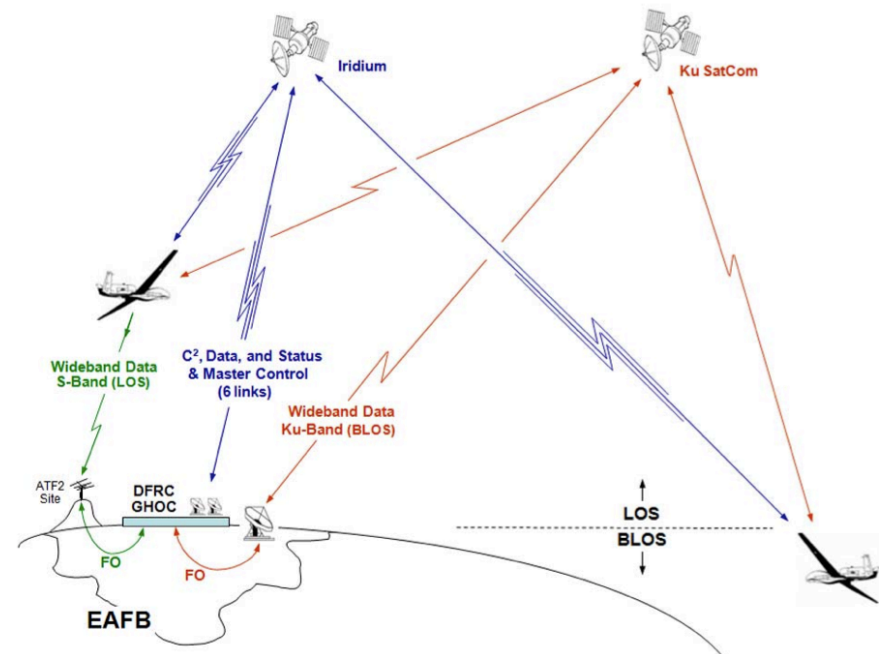 Iridium
Ku SatCom
Wideband Data
S-Band (LOS)
C², Data, and Status
& Master Control
(6 links)
Wideband Data
Ku-Band (BLOS)
ATF2
Site
DFRC
GHOC
LOS
BLOS
FO
FO
EAFB